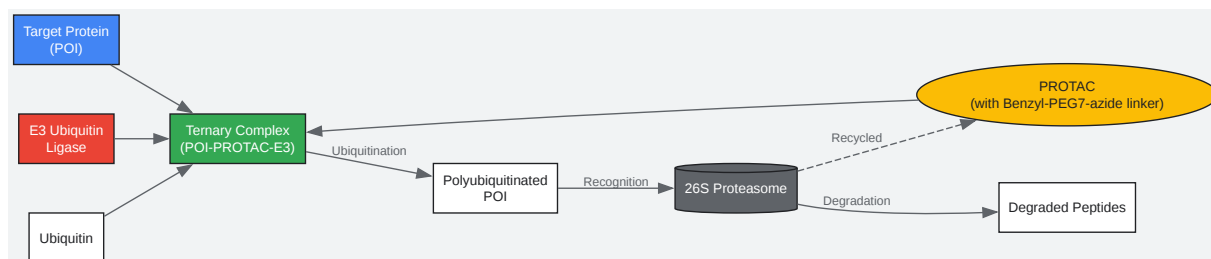 Target Protein
(POI)
E3 Ubiquitin
Ligase
Ubiquitin
Ternary Complex
(POI-PROTAC-E3)
Ubiquitination
Polyubiquitinated
POI
Recognition
26S Proteasome
Recycled
Degradation
PROTAC
(with Benzyl-PEG7-azide linker)
Degraded Peptides